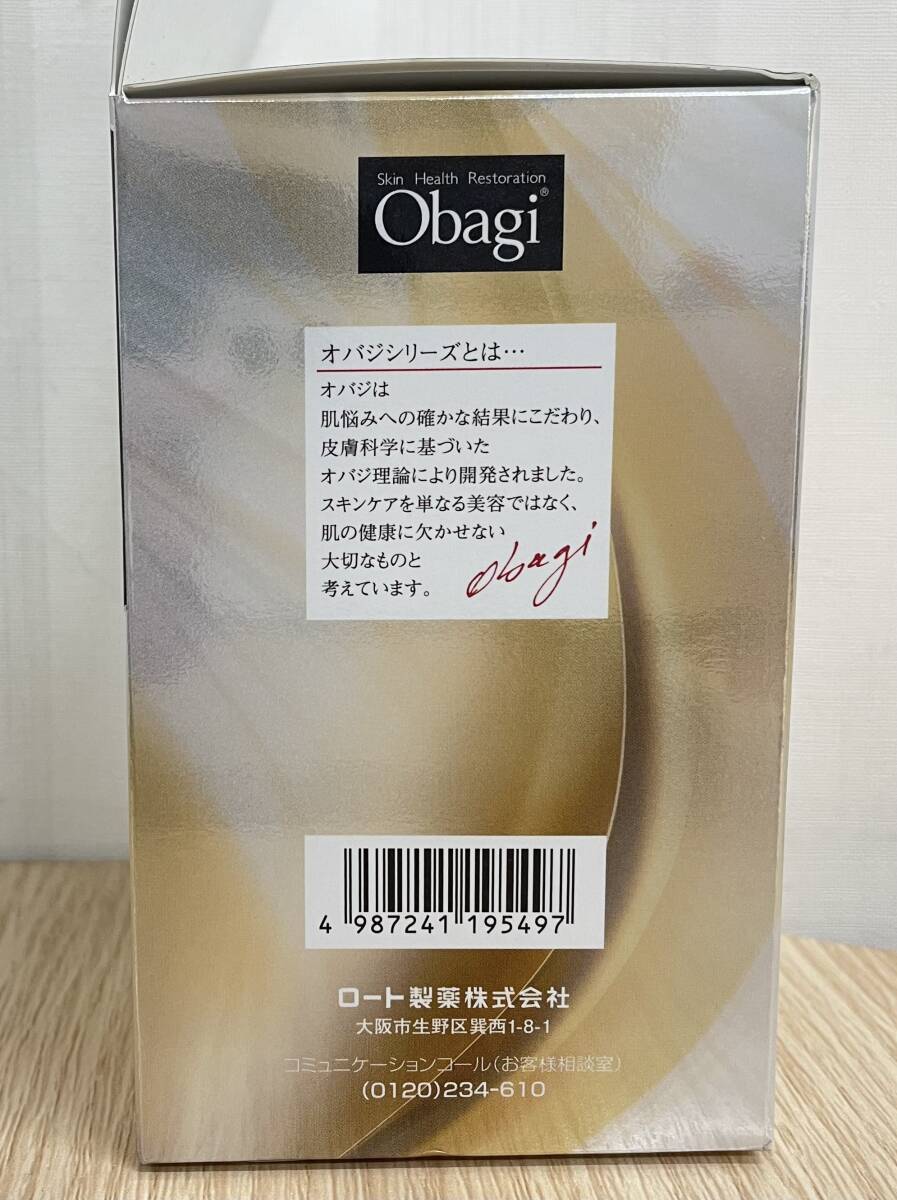 Skin Health Restoration
Obagi®
オバジシリーズとは…
オバジは
肌悩みへの確かな結果にこだわり、
皮膚科学に基づいた
オバジ理論により開発されました。
スキンケアを単なる美容ではなく、
肌の健康に欠かせない
大切なものと
考えています。
Obagi
4 987241 195497
ロート製薬株式会社
大阪市生野区巽西1-8-1
コミュニケーションコール(お客様相談室)
(0120)234-610